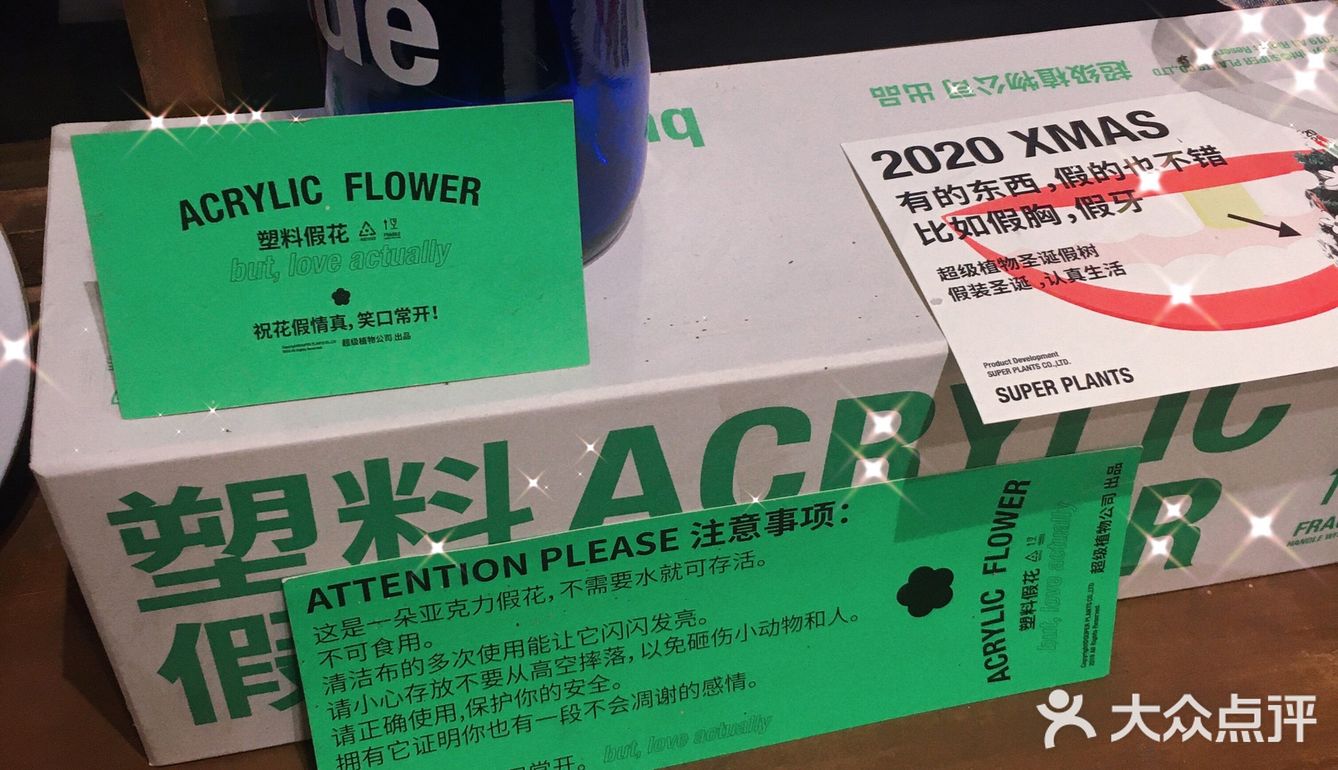 ue
超级植物公司 出品
ACRYLIC FLOWER
塑料假花
but, love actually
祝花假情真，笑口常开！
超级植物公司 出品
2020 XMAS
有的东西，假的也不错
比如假胸，假牙
超级植物圣诞假树
假装圣诞，认真生活
Product Development
SUPER PLANTS CO.,LTD.
SUPER PLANTS
塑料 ACRYLIC
假
R
ATTENTION PLEASE 注意事项：
这是一朵亚克力假花，不需要水就可存活。
不可食用。
清洁布的多次使用能让它闪闪发亮。
请小心存放不要从高空摔落，以免砸伤小动物和人。
请正确使用，保护你的安全。
拥有它证明你也有一段不会凋谢的感情。
口常开。
but, love actually
ACRYLIC FLOWER
塑料假花
but, love actually
超级植物公司 出品
大众点评